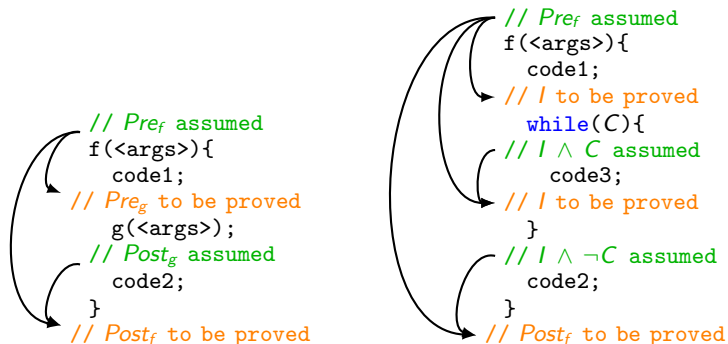 // Pre_f assumed
f(<args>){
code1;
// Pre_g to be proved
g(<args>);
// Post_g assumed
code2;
}
// Post_f to be proved
// Pre_f assumed
f(<args>){
code1;
// I to be proved
while(C){
// I ∧ C assumed
code3;
// I to be proved
}
// I ∧ ¬C assumed
code2;
}
// Post_f to be proved